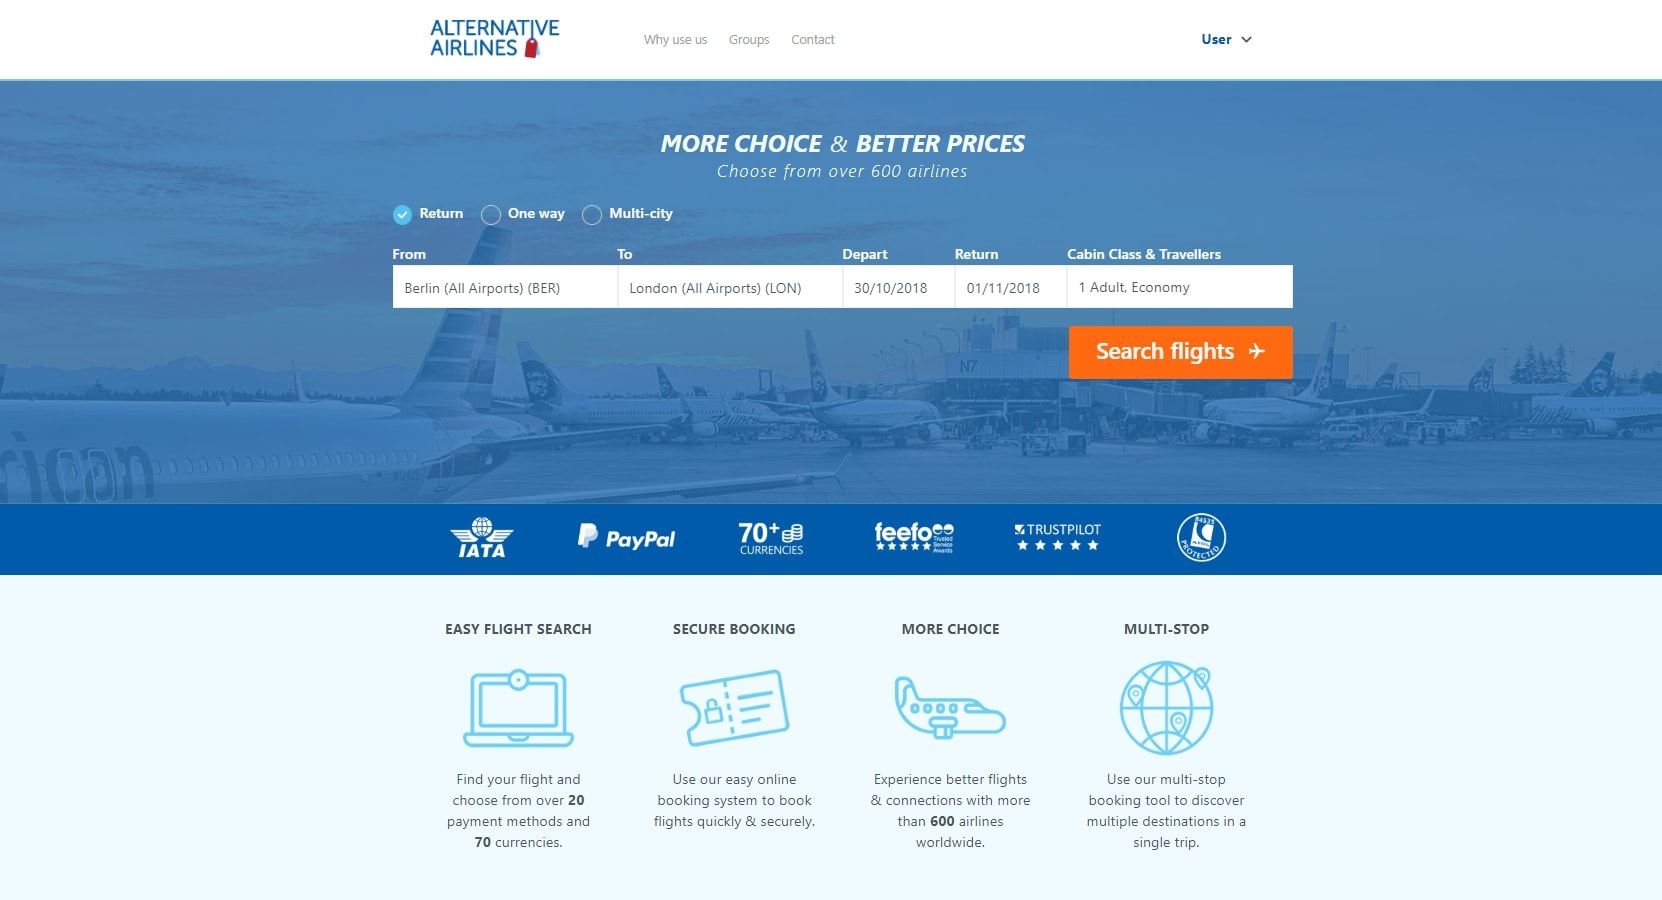 ALTERNATIVE
AIRLINES
Why use us Groups Contact
User
MORE CHOICE & BETTER PRICES
Choose from over 600 airlines
Return One way Multi-city
From To Depart Return Cabin Class & Travellers
Berlin (All Airports) (BER) London (All Airports) (LON) 30/10/2018 01/11/2018 1 Adult, Economy
Search flights
N7
rican
IATA
PayPal
70+
CURRENCIES
feefo
Trusted
Service
Awards
TRUSTPILOT
PROTECTED
EASY FLIGHT SEARCH
Find your flight and
choose from over 20
payment methods and
70 currencies.
SECURE BOOKING
Use our easy online
booking system to book
flights quickly & securely.
MORE CHOICE
Experience better flights
& connections with more
than 600 airlines
worldwide.
MULTI-STOP
Use our multi-stop
booking tool to discover
multiple destinations in a
single trip.